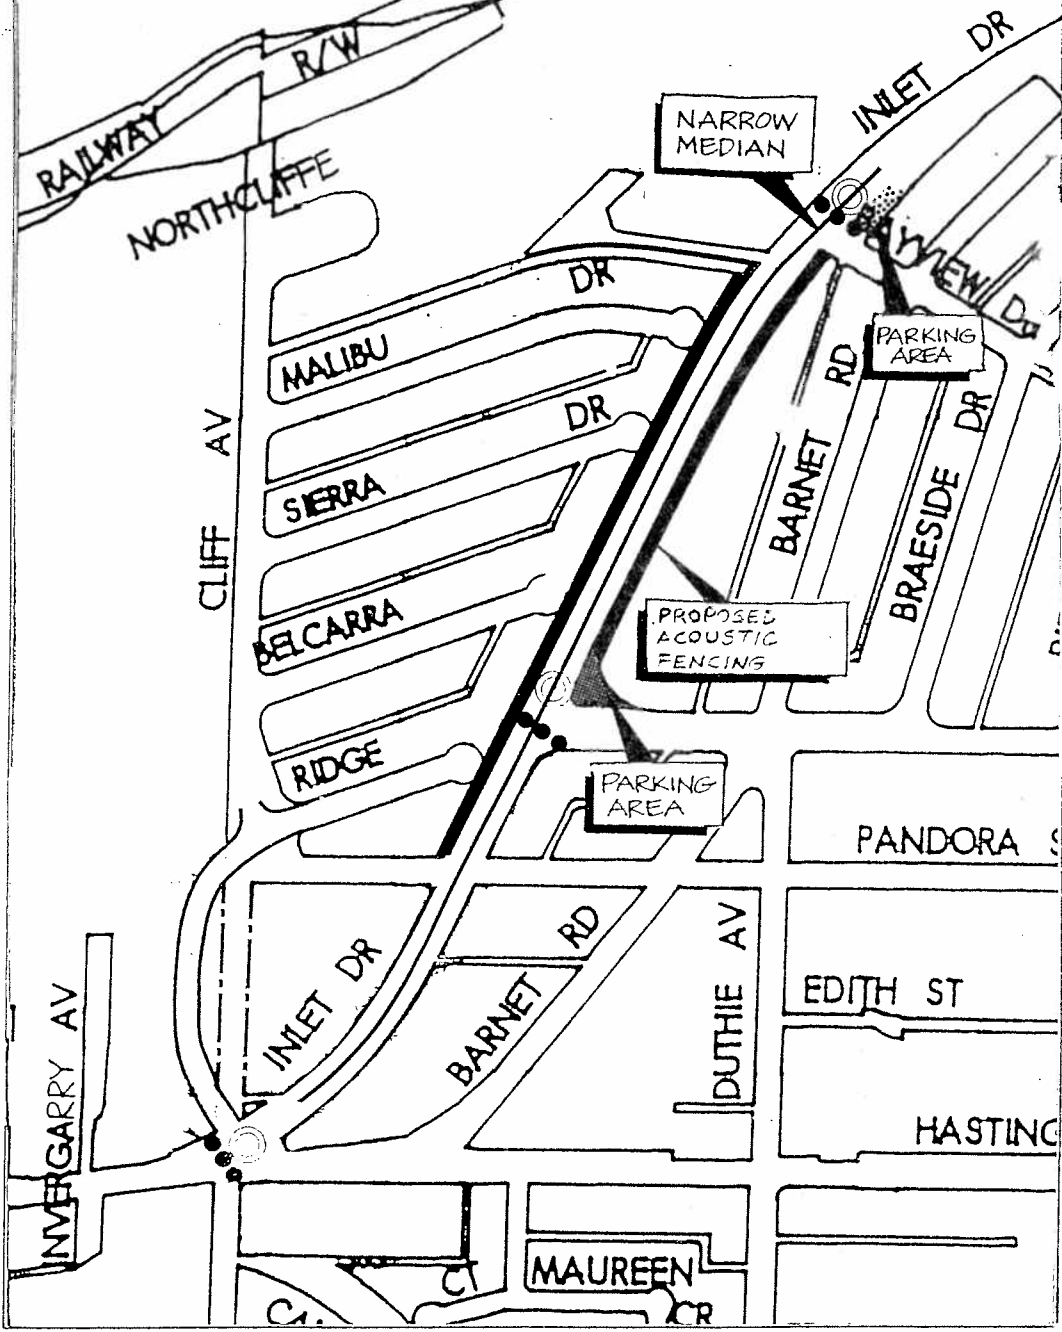 R/W
RAILWAY
NORTHCLIFFE
INLET DR
NARROW
MEDIAN
BAYVIEW DR
PARKING
AREA
MALIBU DR
SIERRA DR
BELCARRA
RIDGE
CLIFF AV
BARNET RD
BRAESIDE DR
PROPOSED
ACOUSTIC
FENCING
PARKING
AREA
PANDORA S
INLET DR
BARNET RD
DUTHIE AV
EDITH ST
HASTING
INVERGARRY AV
CT
MAUREEN
CR